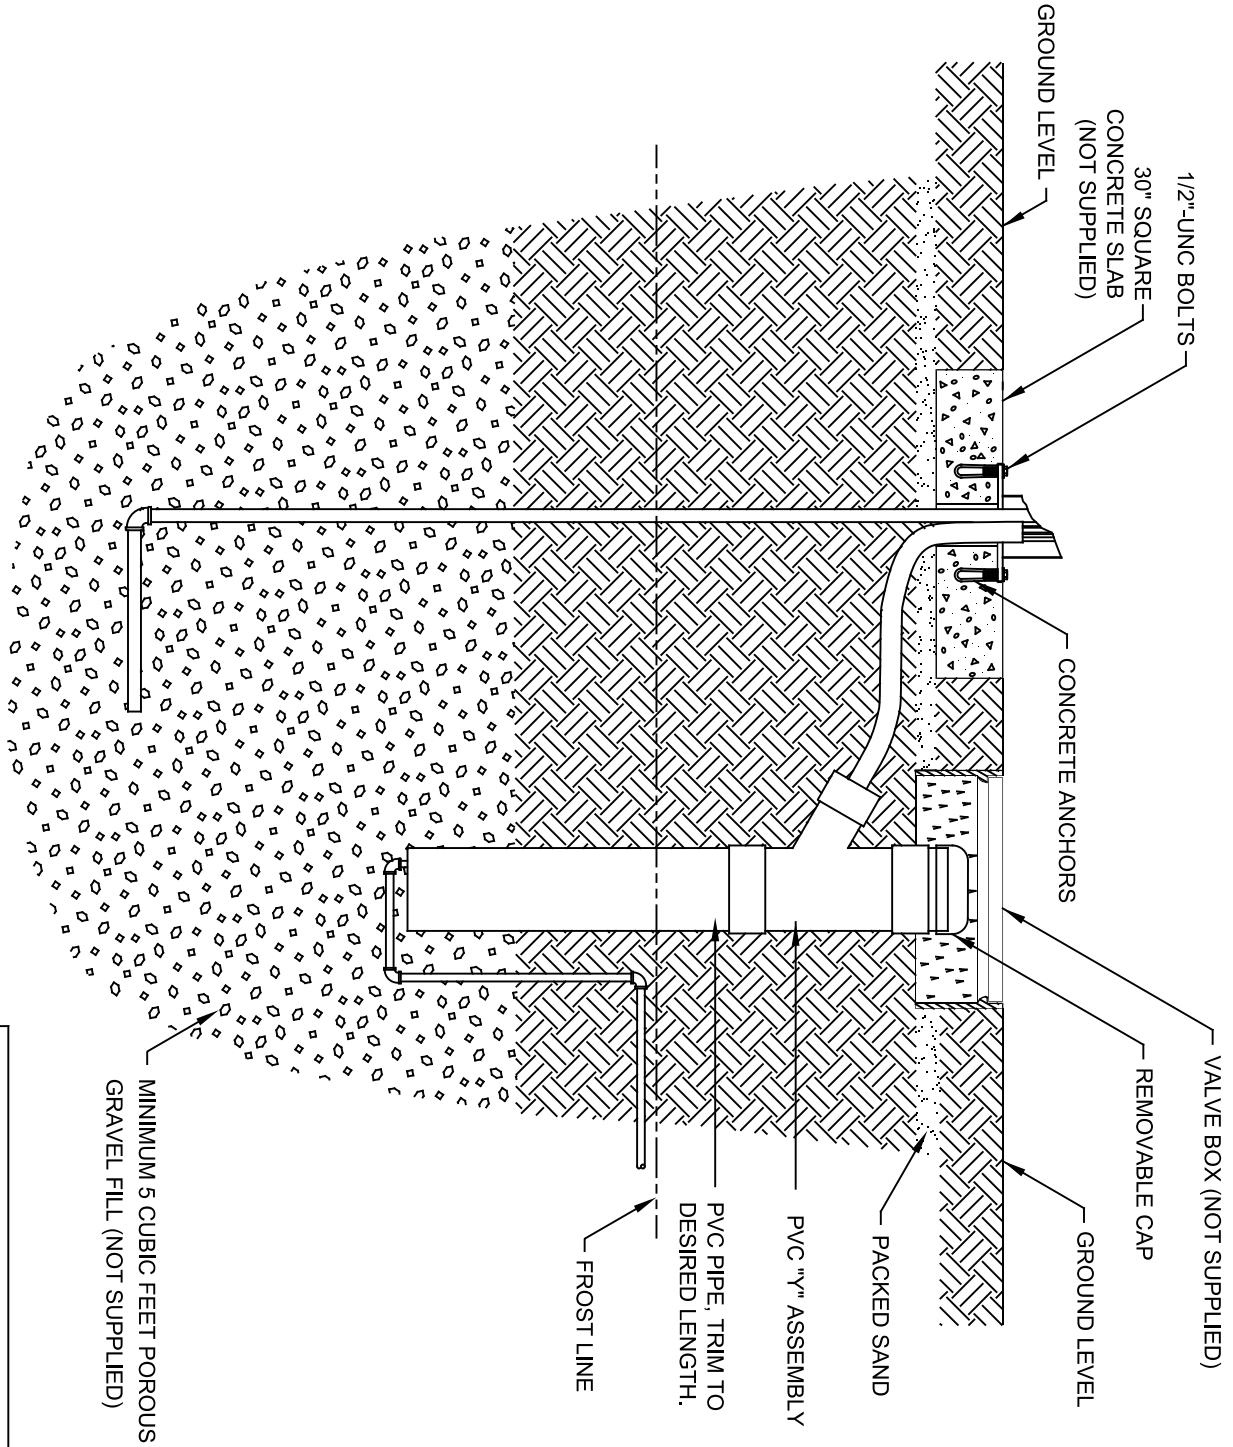 GROUND LEVEL
1/2"-UNC BOLTS
30" SQUARE
CONCRETE SLAB
(NOT SUPPLIED)
CONCRETE ANCHORS
VALVE BOX (NOT SUPPLIED)
REMOVABLE CAP
GROUND LEVEL
PACKED SAND
PVC "Y" ASSEMBLY
PVC PIPE, TRIM TO
DESIRED LENGTH.
FROST LINE
MINIMUM 5 CUBIC FEET POROUS
GRAVEL FILL (NOT SUPPLIED)